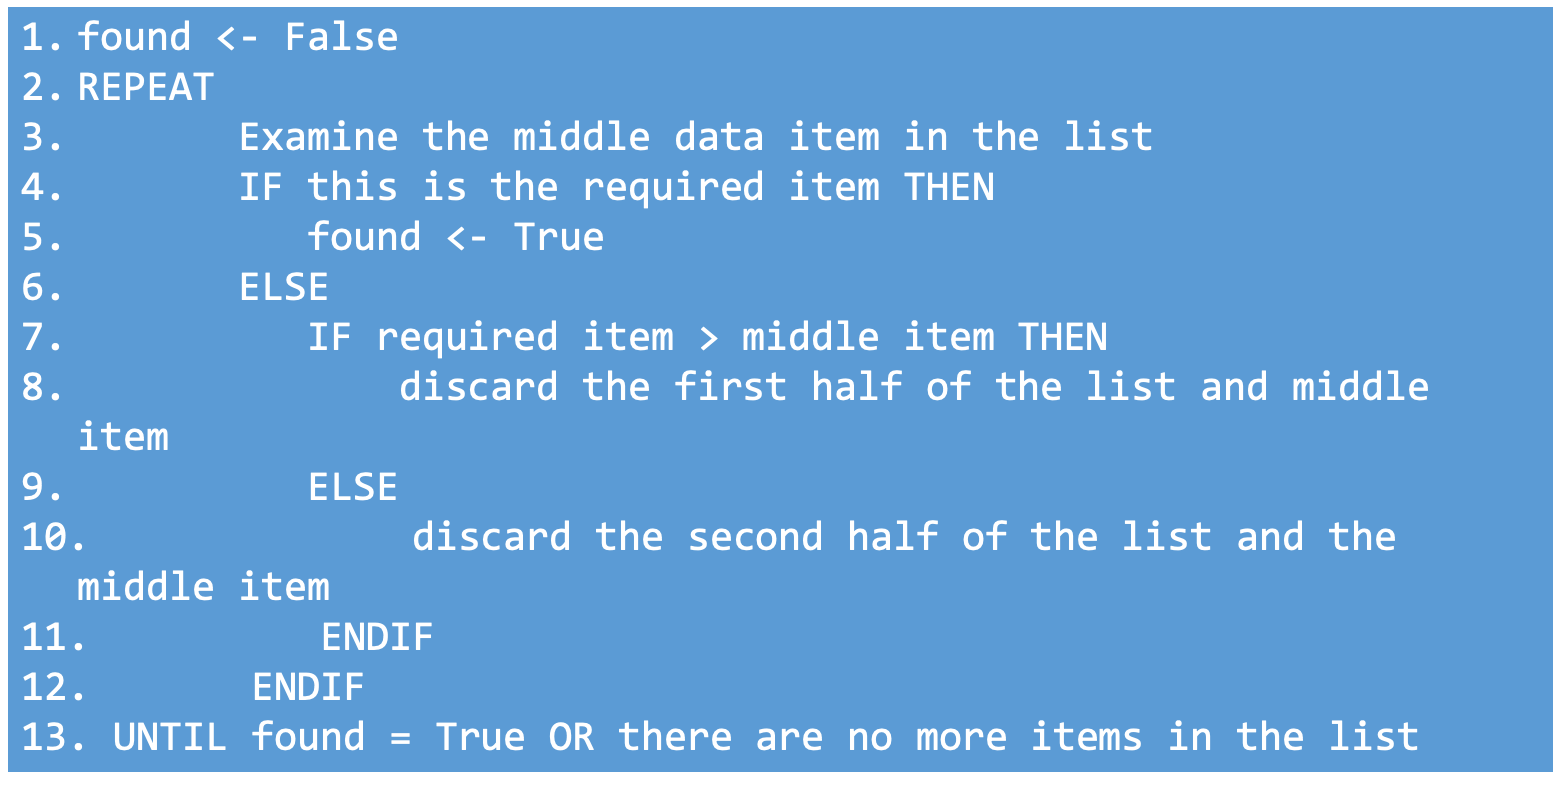 1. found <- False
2. REPEAT
3. Examine the middle data item in the list
4. IF this is the required item THEN
5. found <- True
6. ELSE
7. IF required item > middle item THEN
8. discard the first half of the list and middle
item
9. ELSE
10. discard the second half of the list and the
middle item
11. ENDIF
12. ENDIF
13. UNTIL found = True OR there are no more items in the list